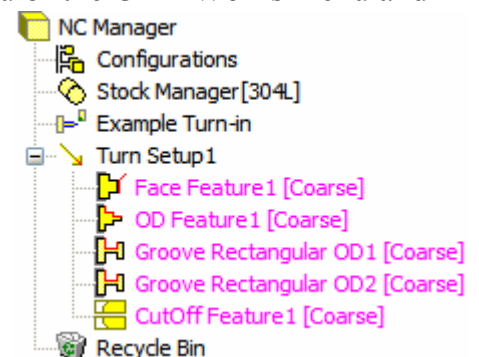 NC Manager
Configurations
Stock Manager[304L]
Example Turn-in
Turn Setup1
Face Feature1 [Coarse]
OD Feature1 [Coarse]
Groove Rectangular OD1 [Coarse]
Groove Rectangular OD2 [Coarse]
CutOff Feature1 [Coarse]
Recycle Bin